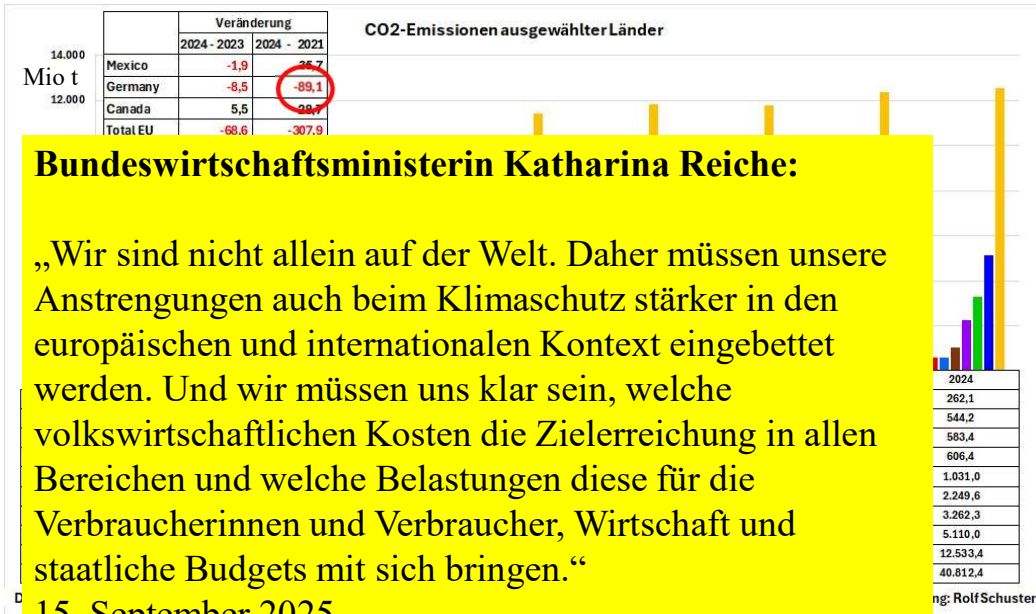 Veränderung
CO2-Emissionen ausgewählter Länder
2024 - 2023 2024 - 2021
14.000
Mio t
Mexico -1,9
Germany -8,5 -89,1
12.000
Canada 5,5 28,7
Total EU -68,6 -307,9
Bundeswirtschaftsministerin Katharina Reiche:
„Wir sind nicht allein auf der Welt. Daher müssen unsere
Anstrengungen auch beim Klimaschutz stärker in den
europäischen und internationalen Kontext eingebettet
werden. Und wir müssen uns klar sein, welche
volkswirtschaftlichen Kosten die Zielerreichung in allen
Bereichen und welche Belastungen diese für die
Verbraucherinnen und Verbraucher, Wirtschaft und
staatliche Budgets mit sich bringen.“
15. September 2025
2024
262,1
544,2
583,4
606,4
1.031,0
2.249,6
3.262,3
5.110,0
12.533,4
40.812,4
ng: Rolf Schuster